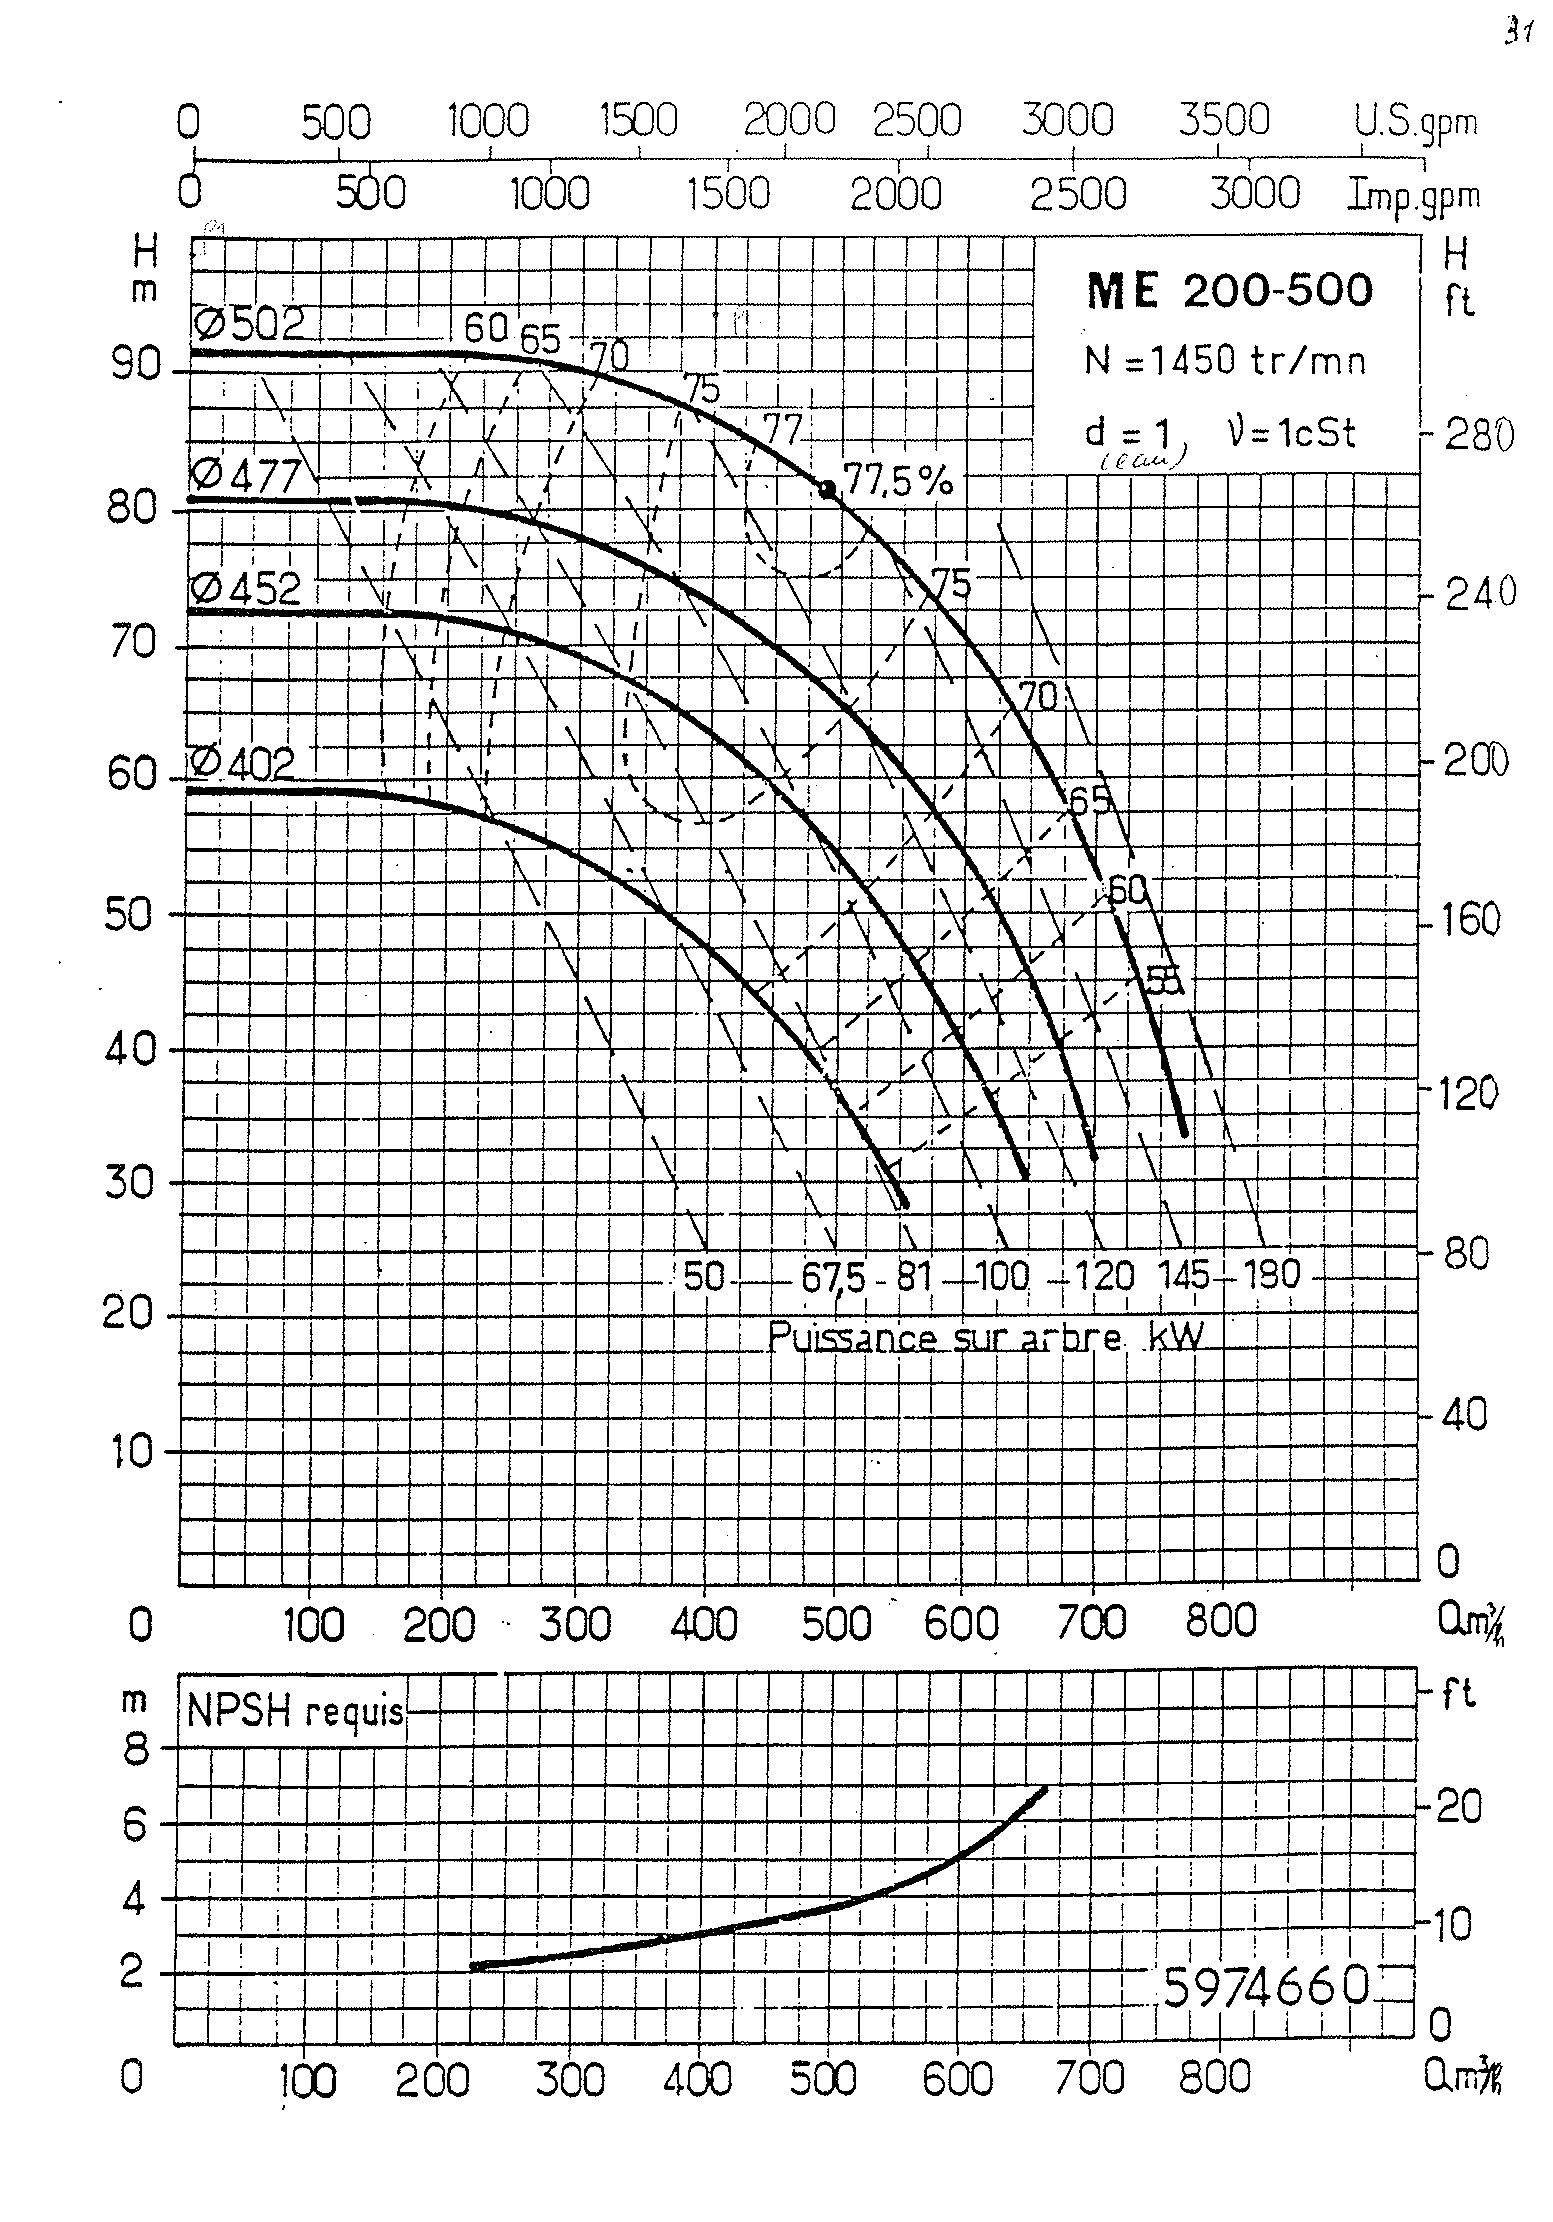 31
0 500 1000 1500 2000 2500 3000 3500 U.S.gpm
0 500 1000 1500 2000 2500 3000 Imp.gpm
H
m
H
ft
ME 200-500
N = 1450 tr/mn
d = 1, ν = 1cSt
(eau)
Ø502 60 65 70 75 77 77,5%
90
280
Ø477
80
Ø452 75
240
70
70
Ø402
60
200
65
60
50
160
55
40
120
30
80
50 67,5 81 100 120 145 180
20
Puissance sur arbre kW
40
10
0
0 100 200 300 400 500 600 700 800 Qm³/h
m
NPSH requis
ft
8
20
6
4
10
2
5974660
0
0 100 200 300 400 500 600 700 800 Qm³/h